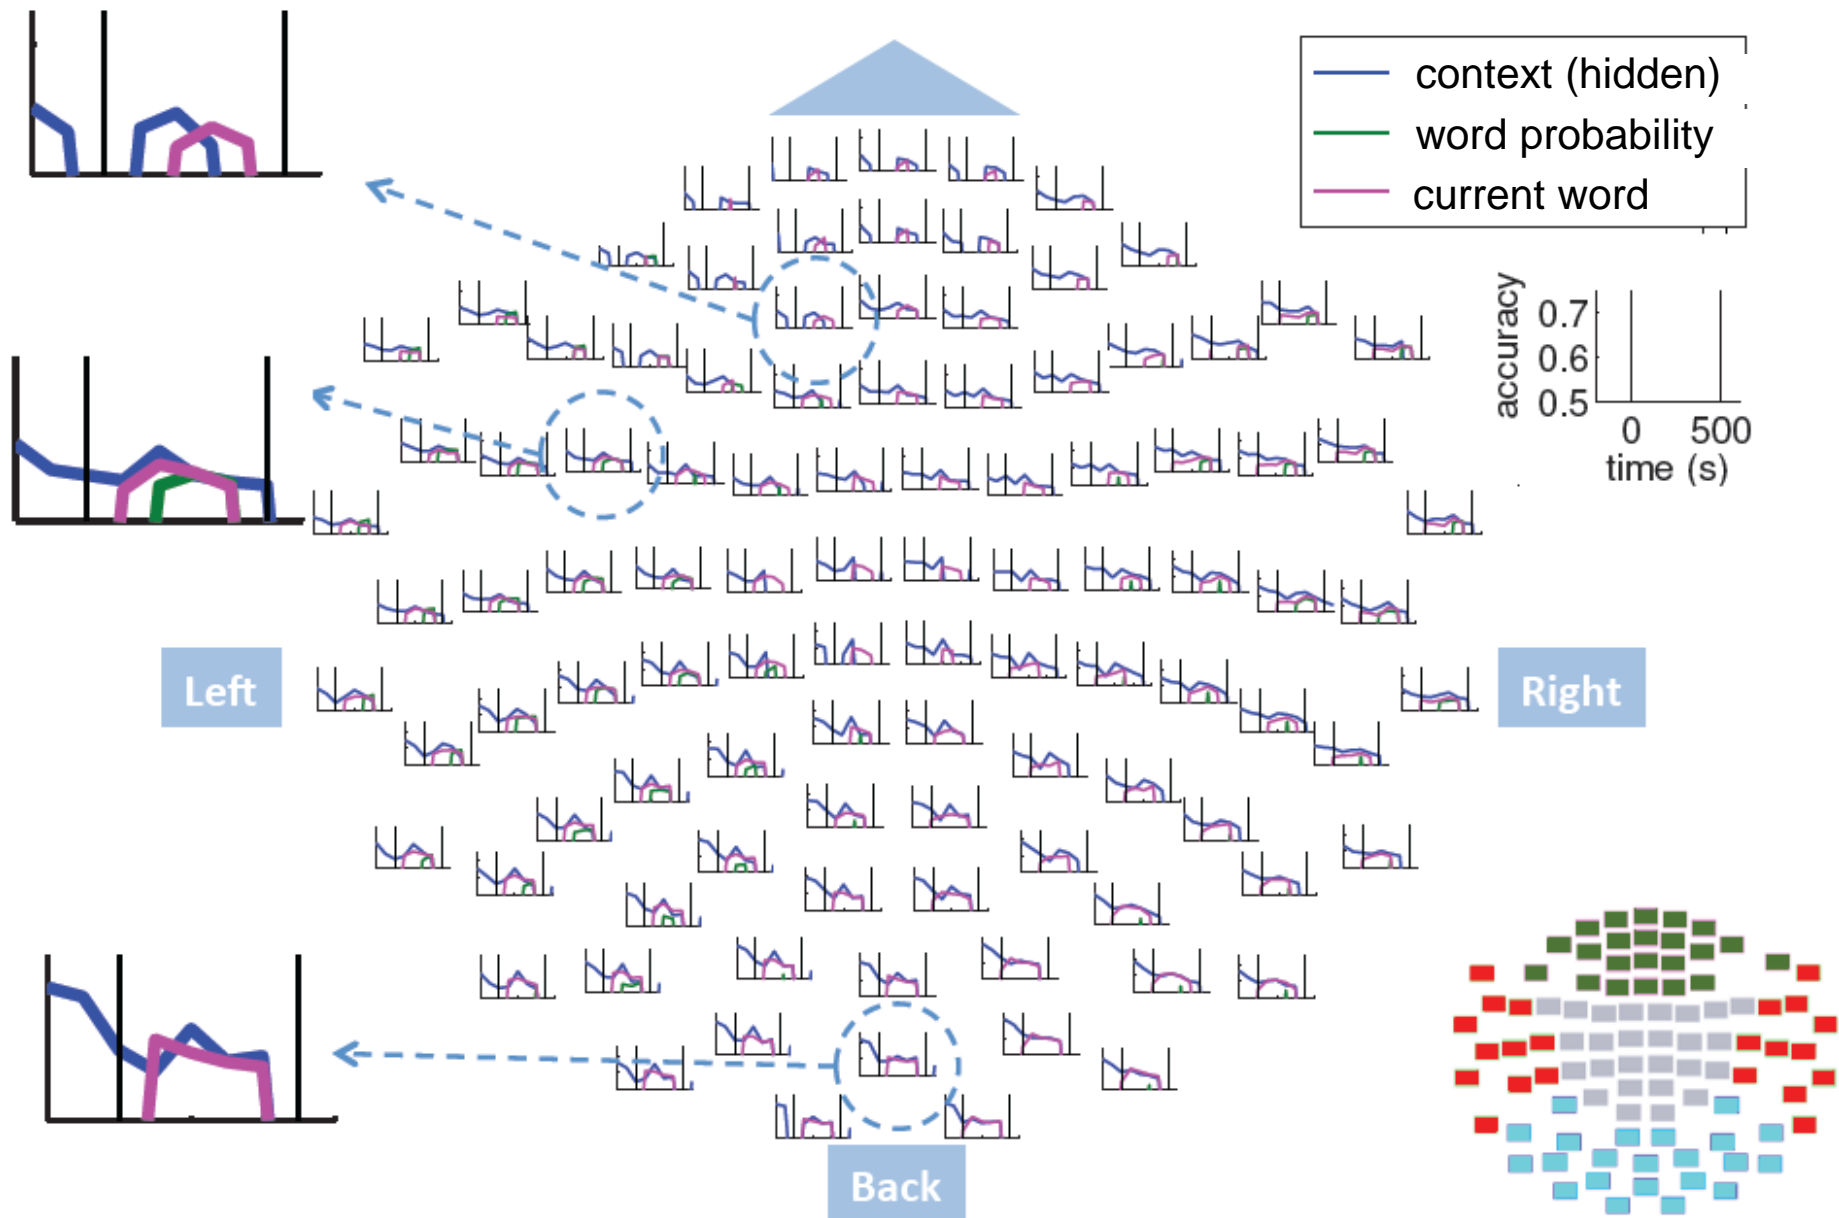 context (hidden)
word probability
current word
accuracy
0.7
0.6
0.5
0
500
time (s)
Left
Right
Back